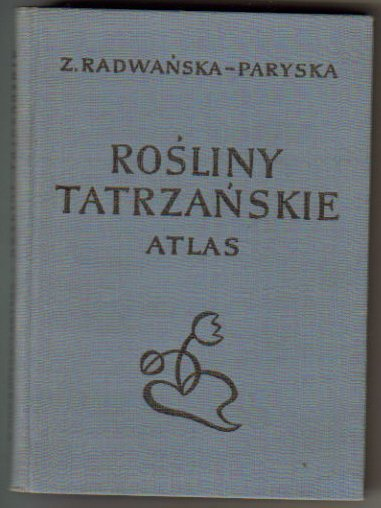 Z. RADWAŃSKA-PARYSKA
ROŚLINY
TATRZAŃSKIE
ATLAS